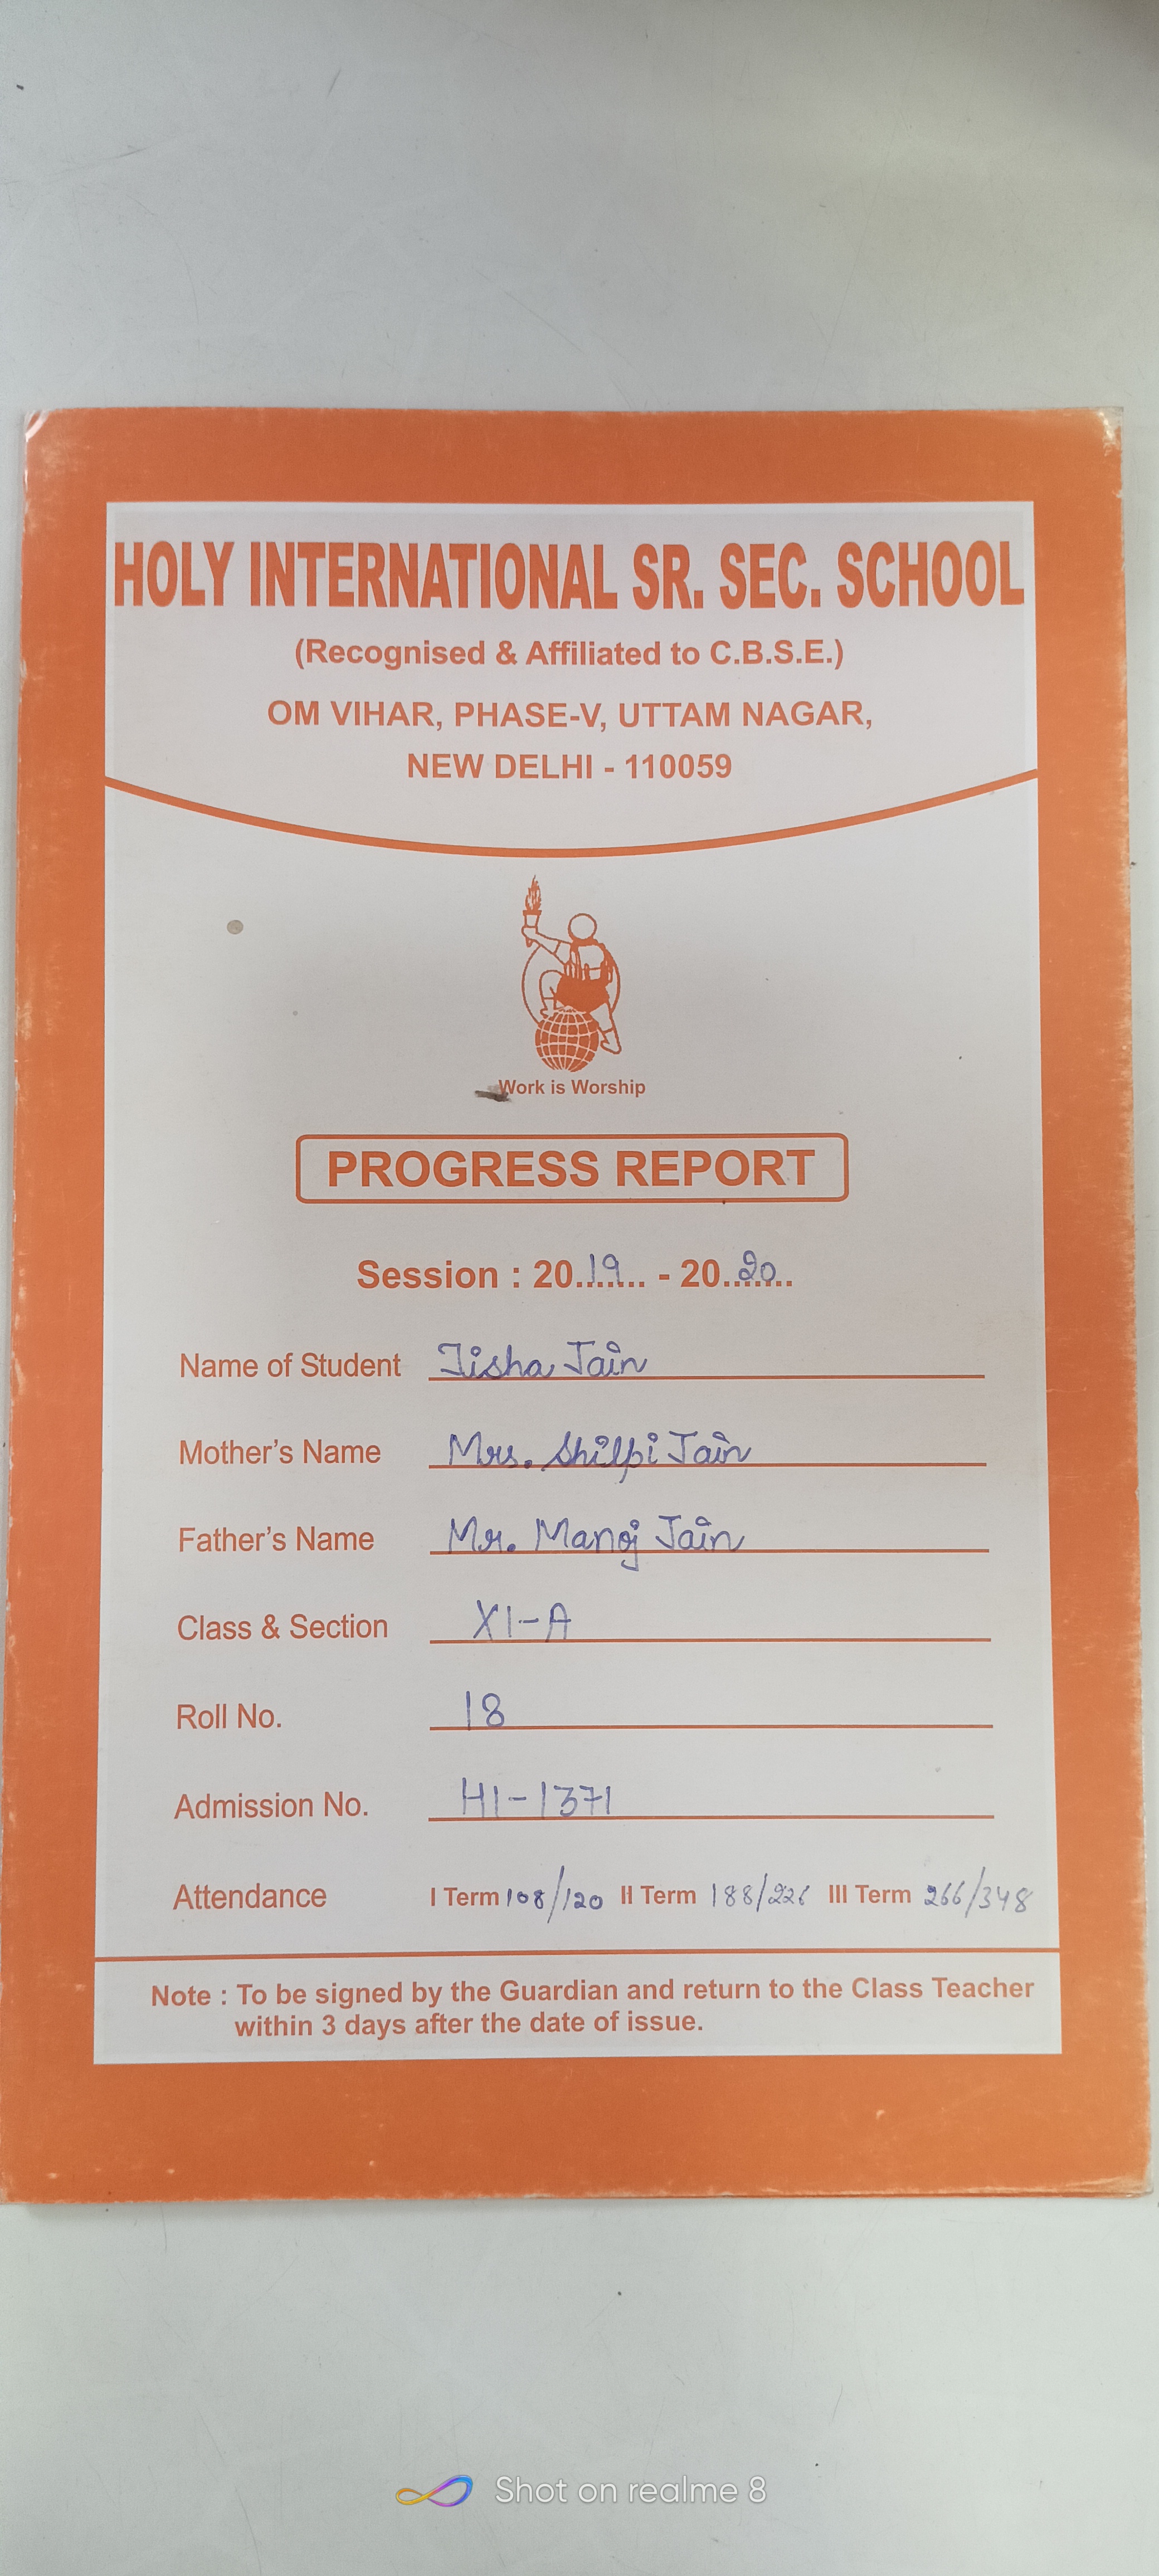 HOLY INTERNATIONAL SR. SEC. SCHOOL
(Recognised & Affiliated to C.B.S.E.)
OM VIHAR, PHASE-V, UTTAM NAGAR,
NEW DELHI - 110059
Work is Worship
PROGRESS REPORT
Session : 20..19.. - 20..20..
Name of Student Tisha Jain
Mother's Name Mrs. Shilpi Jain
Father's Name Mr. Manoj Jain
Class & Section XI-A
Roll No. 18
Admission No. HI-1371
Attendance I Term 108/120 II Term 188/226 III Term 266/348
Note : To be signed by the Guardian and return to the Class Teacher
within 3 days after the date of issue.
Shot on realme 8